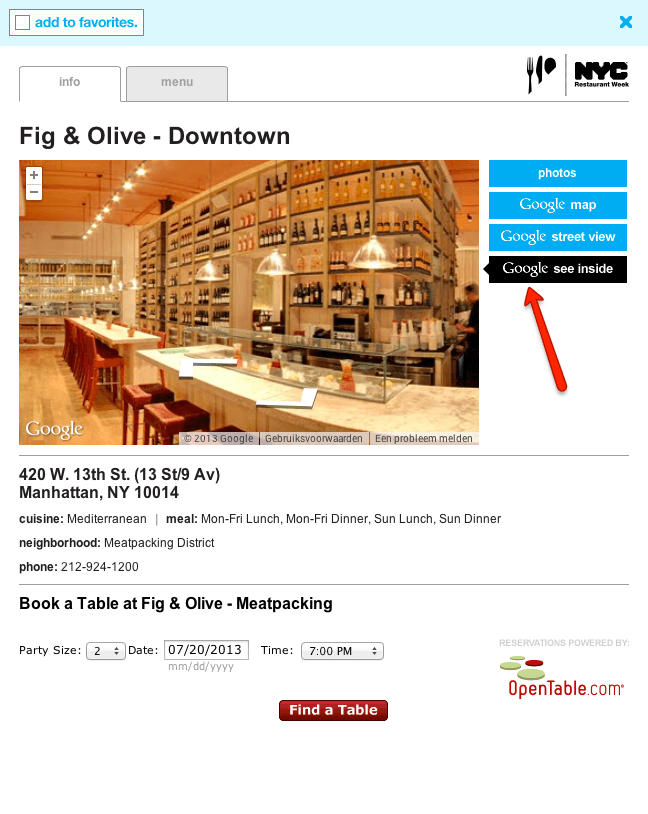 add to favorites.
info
menu
NYC
Restaurant Week
Fig & Olive - Downtown
+
−
photos
Google map
Google street view
Google see inside
Google
© 2013 Google | Gebruiksvoorwaarden | Een probleem melden
420 W. 13th St. (13 St/9 Av)
Manhattan, NY 10014
cuisine: Mediterranean | meal: Mon-Fri Lunch, Mon-Fri Dinner, Sun Lunch, Sun Dinner
neighborhood: Meatpacking District
phone: 212-924-1200
Book a Table at Fig & Olive - Meatpacking
RESERVATIONS POWERED BY:
Party Size: 2 Date: 07/20/2013 Time: 7:00 PM
mm/dd/yyyy
OpenTable.com®
Find a Table